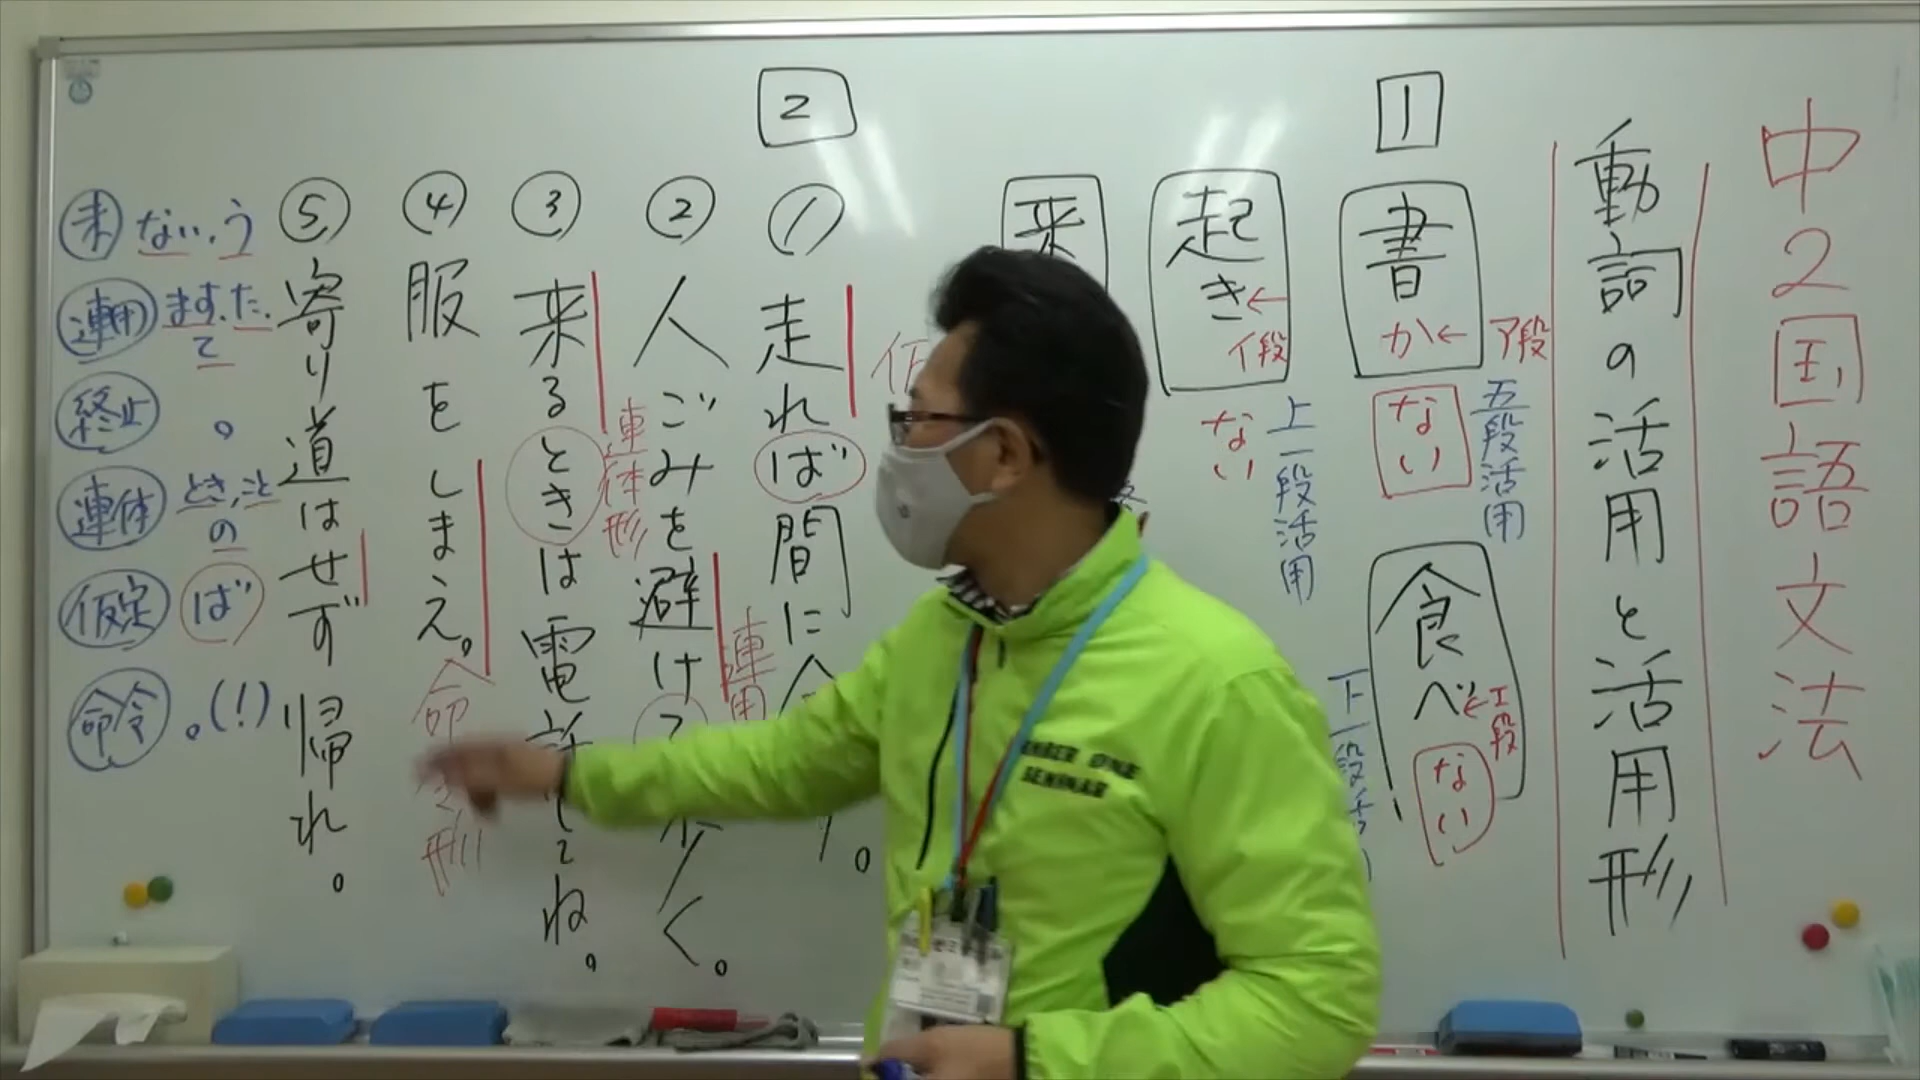 中2国語文法
動詞の活用と活用形
1
書か
ア段
ない
五段活用
食べ
エ段
ない
下一段活
起き
イ段
ない
上一段活用
来
2
①走れば間に
仮
②人ごみを避けて歩く。
連用
③来るときは電話してね。
連体形
④服をしまえ。
命令形
⑤寄り道はせず帰れ。
未 ない、う
連用 ます、た、て
終止 。
連体 とき、こと、の
仮定 ば
命令 。(!)
ONE
SEMINAR